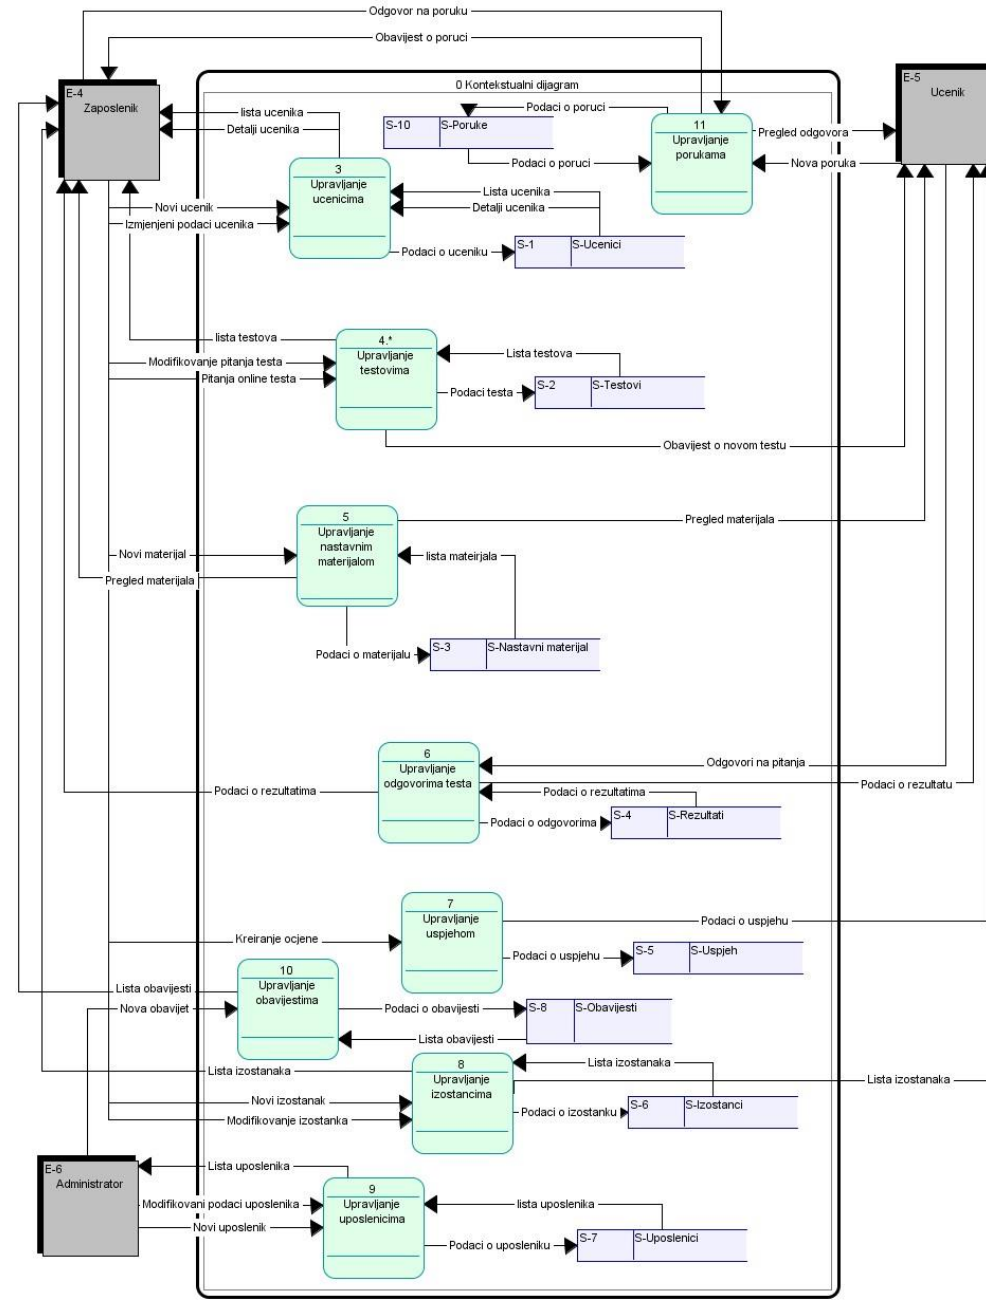 Odgovor na poruku
Obavijest o poruci
0 Kontekstualni dijagram
E-4
Zaposlenik
E-5
Ucenik
lista ucenika
Detalji ucenika
S-10
S-Poruke
Podaci o poruci
Podaci o poruci
11
Upravljanje
porukama
Pregled odgovora
Nova poruka
3
Upravljanje
ucenicima
Novi ucenik
Izmjenjeni podaci ucenika
Lista ucenika
Detalji ucenika
Podaci o uceniku
S-1
S-Ucenici
lista testova
Modifikovanje pitanja testa
Pitanja online testa
4.*
Upravljanje
testovima
Lista testova
Podaci testa
S-2
S-Testovi
Obavijest o novom testu
5
Upravljanje
nastavnim
materijalom
Pregled materijala
Novi materijal
lista mateirjala
Pregled materijala
Podaci o materijalu
S-3
S-Nastavni materijal
6
Upravljanje
odgovorima testa
Odgovori na pitanja
Podaci o rezultatu
Podaci o rezultatima
Podaci o rezultatima
Podaci o odgovorima
S-4
S-Rezultati
7
Upravljanje
uspjehom
Podaci o uspjehu
Kreiranje ocjene
Podaci o uspjehu
S-5
S-Uspjeh
10
Upravljanje
obavijestima
Lista obavijesti
Nova obavijet
Podaci o obavijesti
S-8
S-Obavijesti
Lista obavijesti
8
Upravljanje
izostancima
Lista izostanaka
Lista izostanaka
Lista izostanaka
Novi izostanak
Modifikovanje izostanka
Podaci o izostanku
S-6
S-Izostanci
E-6
Administrator
Lista uposlenika
Modifikovani podaci uposlenika
Novi uposlenik
9
Upravljanje
uposlenicima
lista uposlenika
Podaci o uposleniku
S-7
S-Uposlenici